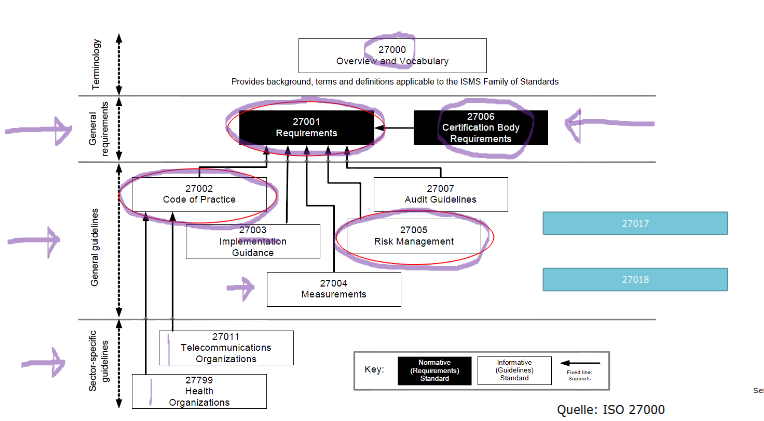 Terminology
27000
Overview and Vocabulary
Provides background, terms and definitions applicable to the ISMS Family of Standards
General
requirements
27001
Requirements
27006
Certification Body
Requirements
General guidelines
27002
Code of Practice
27007
Audit Guidelines
27003
Implementation
Guidance
27005
Risk Management
27017
27004
Measurements
27018
Sector-specific
guidelines
27011
Telecommunications
Organizations
27799
Health
Organizations
Key:
Normative
(Requirements)
Standard
Informative
(Guidelines)
Standard
Fixed line:
Supports
Quelle: ISO 27000